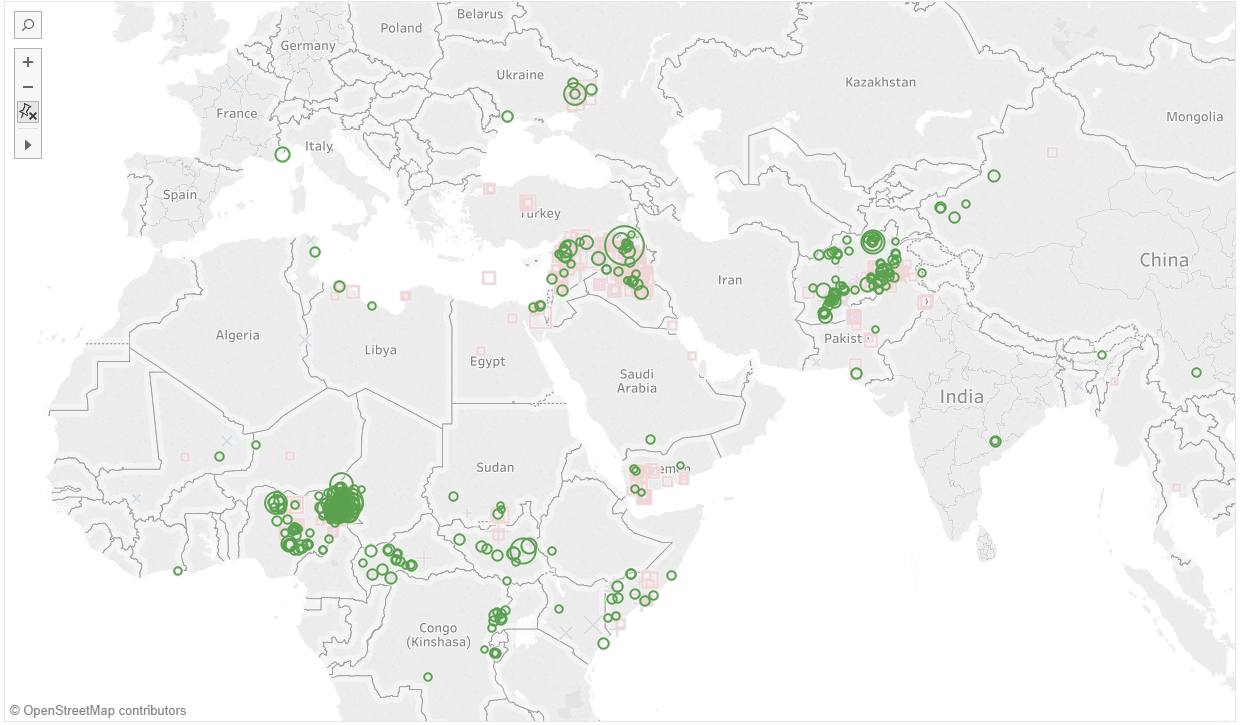 Belarus
Poland
Germany
Ukraine
Kazakhstan
France
Mongolia
Italy
Spain
Turkey
China
Iran
Algeria
Libya
Pakist
Egypt
Saudi
Arabia
India
Sudan
Yemen
Congo
(Kinshasa)
© OpenStreetMap contributors